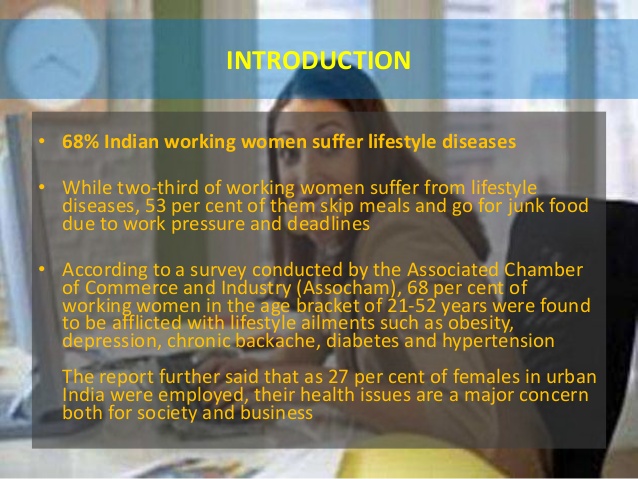 INTRODUCTION
• 68% Indian working women suffer lifestyle diseases
• While two-third of working women suffer from lifestyle
diseases, 53 per cent of them skip meals and go for junk food
due to work pressure and deadlines
• According to a survey conducted by the Associated Chamber
of Commerce and Industry (Assocham), 68 per cent of
working women in the age bracket of 21-52 years were found
to be afflicted with lifestyle ailments such as obesity,
depression, chronic backache, diabetes and hypertension
The report further said that as 27 per cent of females in urban
India were employed, their health issues are a major concern
both for society and business